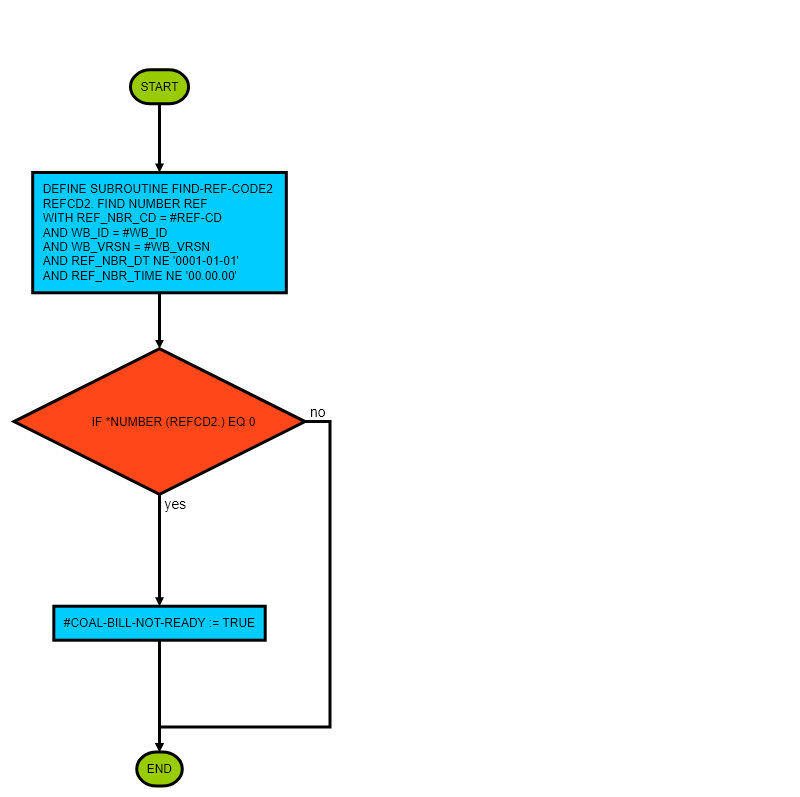 START
DEFINE SUBROUTINE FIND-REF-CODE2
REFCD2. FIND NUMBER REF
WITH REF_NBR_CD = #REF-CD
AND WB_ID = #WB_ID
AND WB_VRSN = #WB_VRSN
AND REF_NBR_DT NE '0001-01-01'
AND REF_NBR_TIME NE '00.00.00'
IF *NUMBER (REFCD2.) EQ 0
no
yes
#COAL-BILL-NOT-READY := TRUE
END